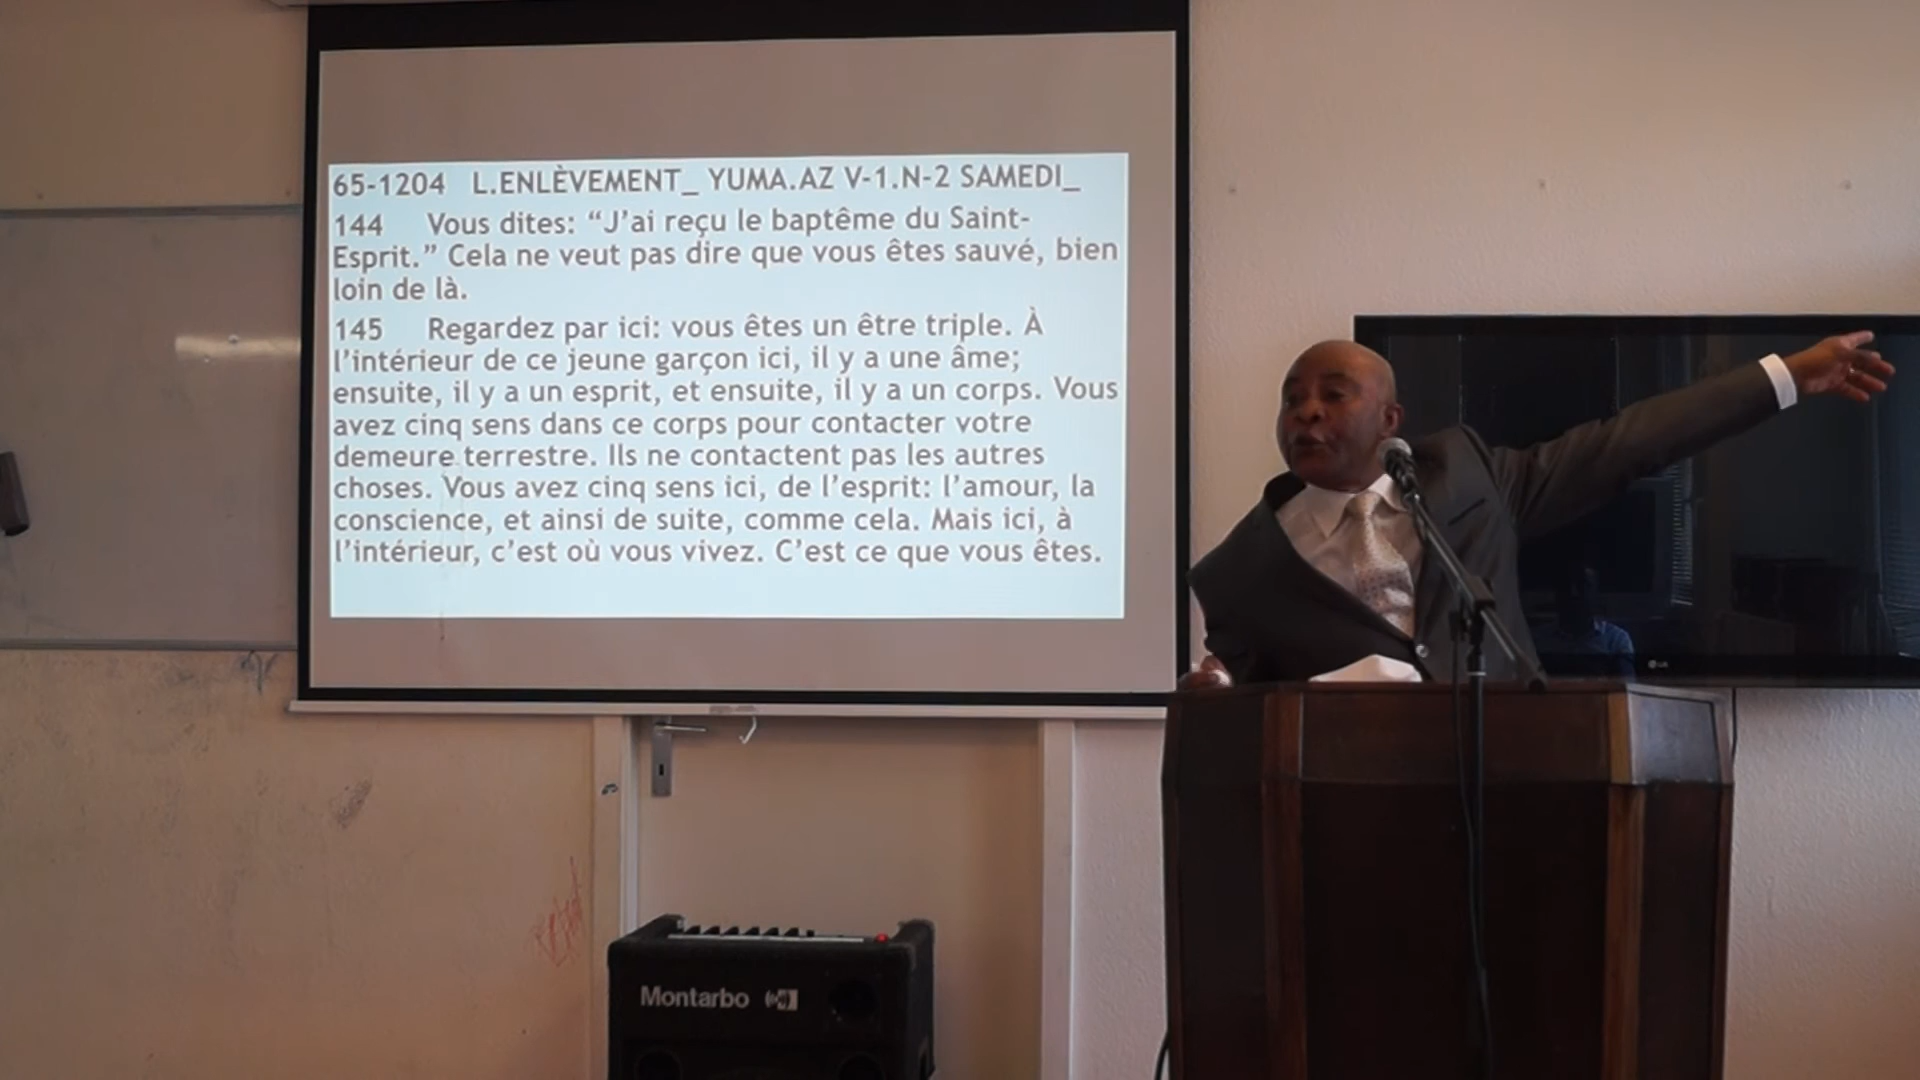 65-1204 L.ENLÈVEMENT_ YUMA.AZ V-1.N-2 SAMEDI_
144 Vous dites: “J’ai reçu le baptême du Saint-
Esprit.” Cela ne veut pas dire que vous êtes sauvé, bien
loin de là.
145 Regardez par ici: vous êtes un être triple. À
l’intérieur de ce jeune garçon ici, il y a une âme;
ensuite, il y a un esprit, et ensuite, il y a un corps. Vous
avez cinq sens dans ce corps pour contacter votre
demeure terrestre. Ils ne contactent pas les autres
choses. Vous avez cinq sens ici, de l’esprit: l’amour, la
conscience, et ainsi de suite, comme cela. Mais ici, à
l’intérieur, c’est où vous vivez. C’est ce que vous êtes.
LG
Montarbo